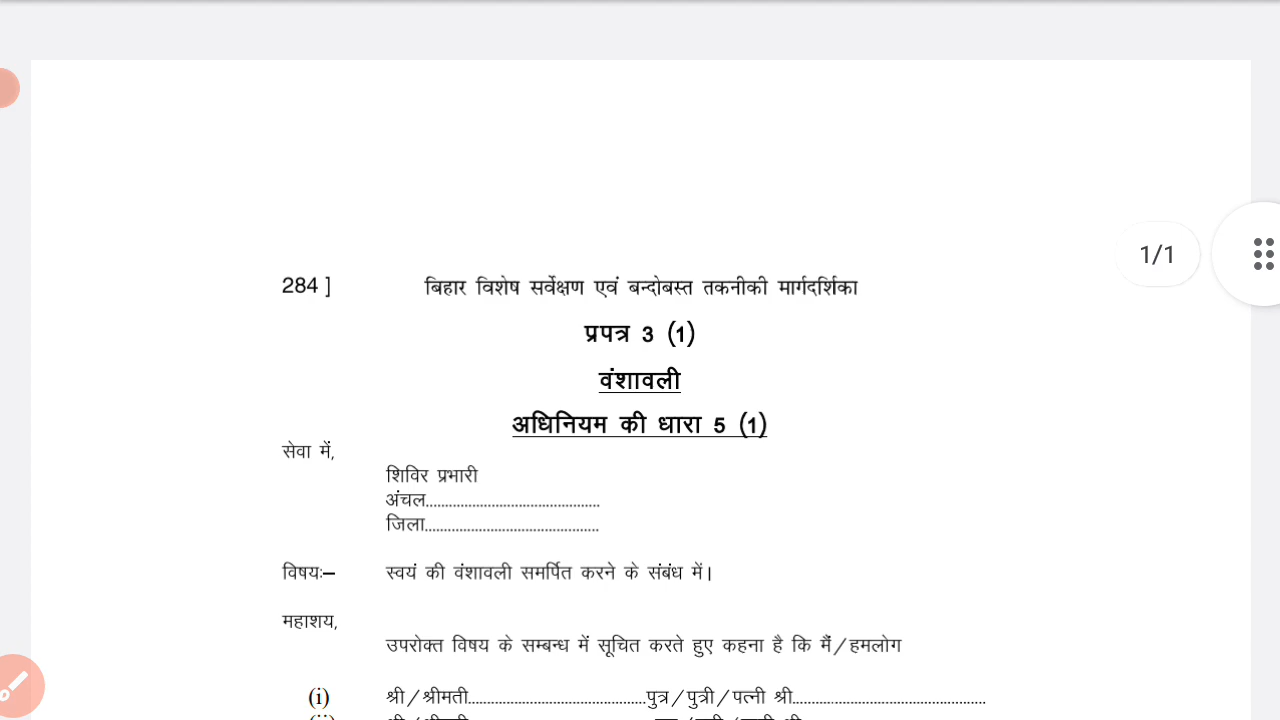 1/1
284 ] बिहार विशेष सर्वेक्षण एवं बन्दोबस्त तकनीकी मार्गदर्शिका
प्रपत्र 3 (1)
वंशावली
अधिनियम की धारा 5 (1)
सेवा में,
शिविर प्रभारी
अंचल.............................................
जिला.............................................
विषयः– स्वयं की वंशावली समर्पित करने के संबंध में।
महाशय,
उपरोक्त विषय के सम्बन्ध में सूचित करते हुए कहना है कि मैं/हमलोग
(i) श्री/श्रीमती..............................................पुत्र/पुत्री/पत्नी श्री..................................................